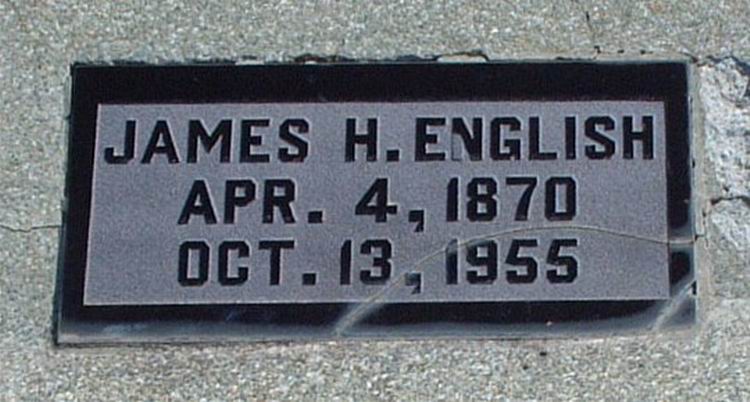 JAMES H. ENGLISH
APR. 4, 1870
OCT. 13, 1955